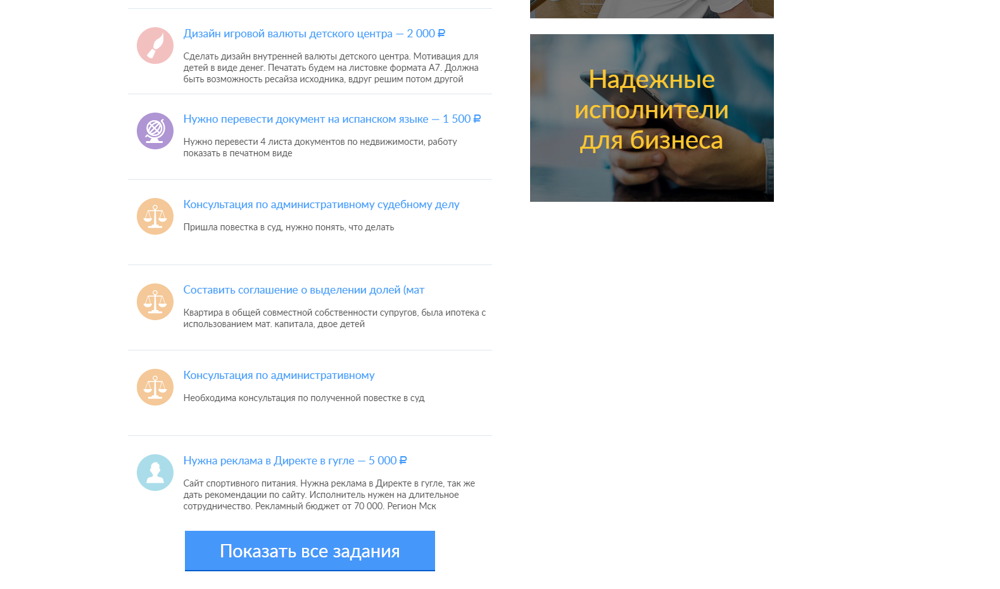 Дизайн игровой валюты детского центра — 2 000 ₽
Сделать дизайн внутренней валюты детского центра. Мотивация для
детей в виде денег. Печатать будем на листовке формата А7. Должна
быть возможность ресайза исходника, вдруг решим потом другой
Нужно перевести документ на испанском языке — 1 500 ₽
Нужно перевести 4 листа документов по недвижимости, работу
показать в печатном виде
Консультация по административному судебному делу
Пришла повестка в суд, нужно понять, что делать
Составить соглашение о выделении долей (мат
Квартира в общей совместной собственности супругов, была ипотека с
использованием мат. капитала, двое детей
Консультация по административному
Необходима консультация по полученной повестке в суд
Нужна реклама в Директе в гугле — 5 000 ₽
Сайт спортивного питания. Нужна реклама в Директе в гугле, так же
дать рекомендации по сайту. Исполнитель нужен на длительное
сотрудничество. Рекламный бюджет от 70 000. Регион Мск
Показать все задания
Надежные
исполнители
для бизнеса